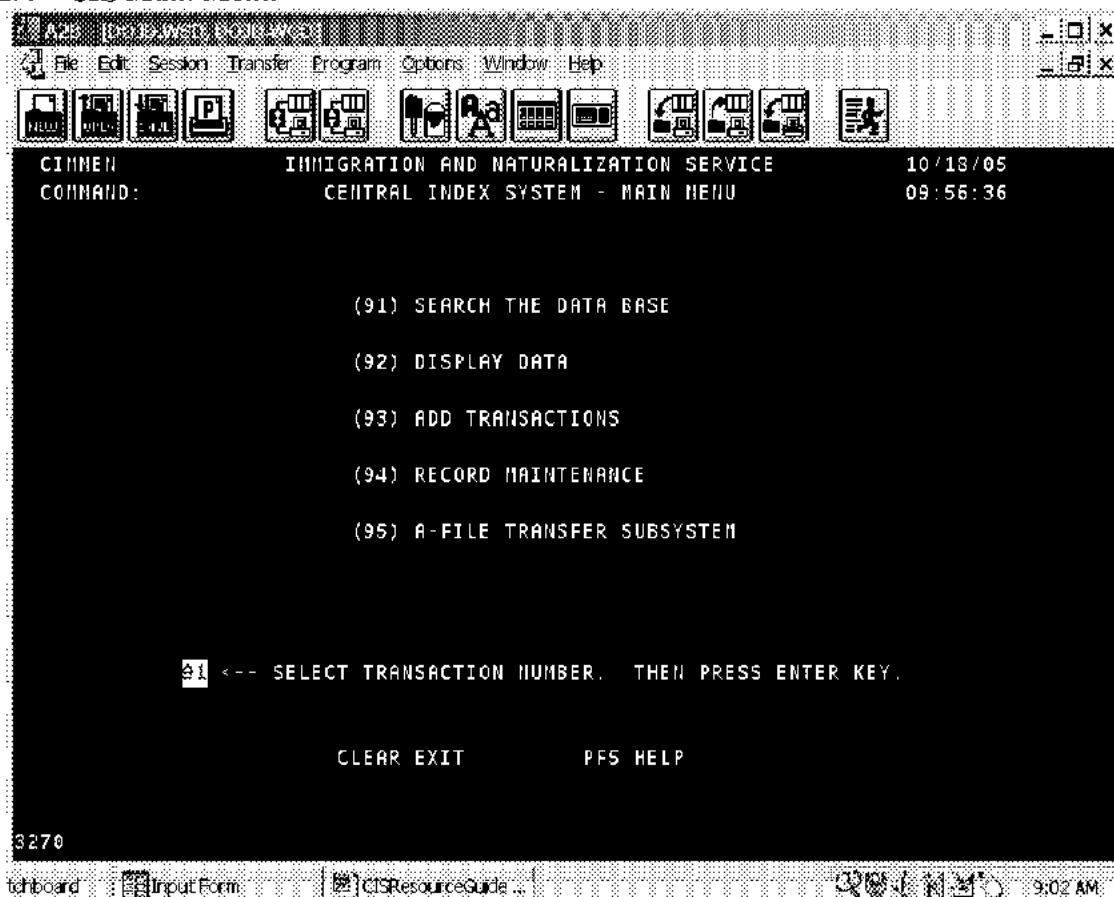 File Edit Session Transfer Program Options Window Help
CIMMEN IMMIGRATION AND NATURALIZATION SERVICE 10/18/05
COMMAND: CENTRAL INDEX SYSTEM - MAIN MENU 09:56:36
(91) SEARCH THE DATA BASE
(92) DISPLAY DATA
(93) ADD TRANSACTIONS
(94) RECORD MAINTENANCE
(95) A-FILE TRANSFER SUBSYSTEM
91 <-- SELECT TRANSACTION NUMBER. THEN PRESS ENTER KEY.
CLEAR EXIT PF5 HELP
3270
tchboard Input Form CISResourceGuide ... 9:02 AM